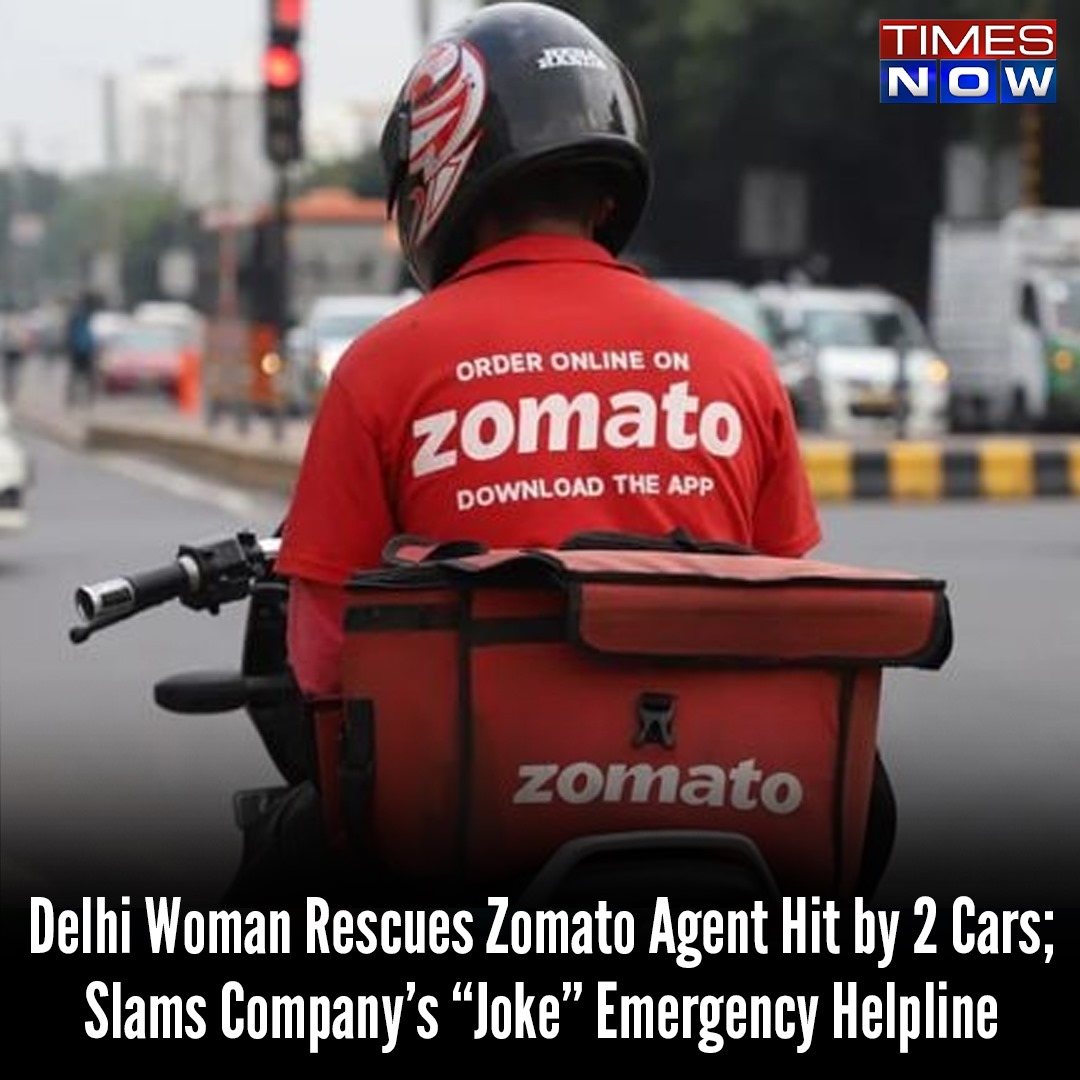 TIMES
NOW
ORDER ONLINE ON
zomato
DOWNLOAD THE APP
zomato
Delhi Woman Rescues Zomato Agent Hit by 2 Cars;
Slams Company’s “Joke” Emergency Helpline